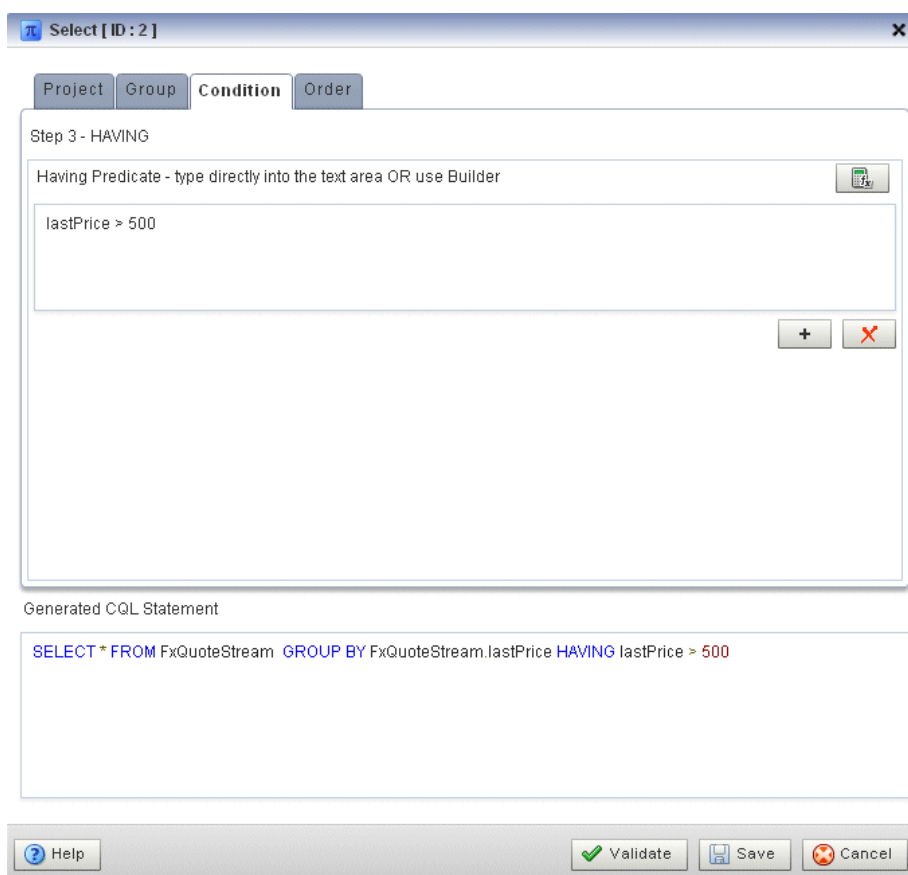 π Select [ ID : 2 ]
Project Group Condition Order
Step 3 - HAVING
Having Predicate - type directly into the text area OR use Builder
fx
lastPrice > 500
+
Generated CQL Statement
SELECT * FROM FxQuoteStream  GROUP BY FxQuoteStream.lastPrice HAVING lastPrice > 500
? Help Validate Save Cancel